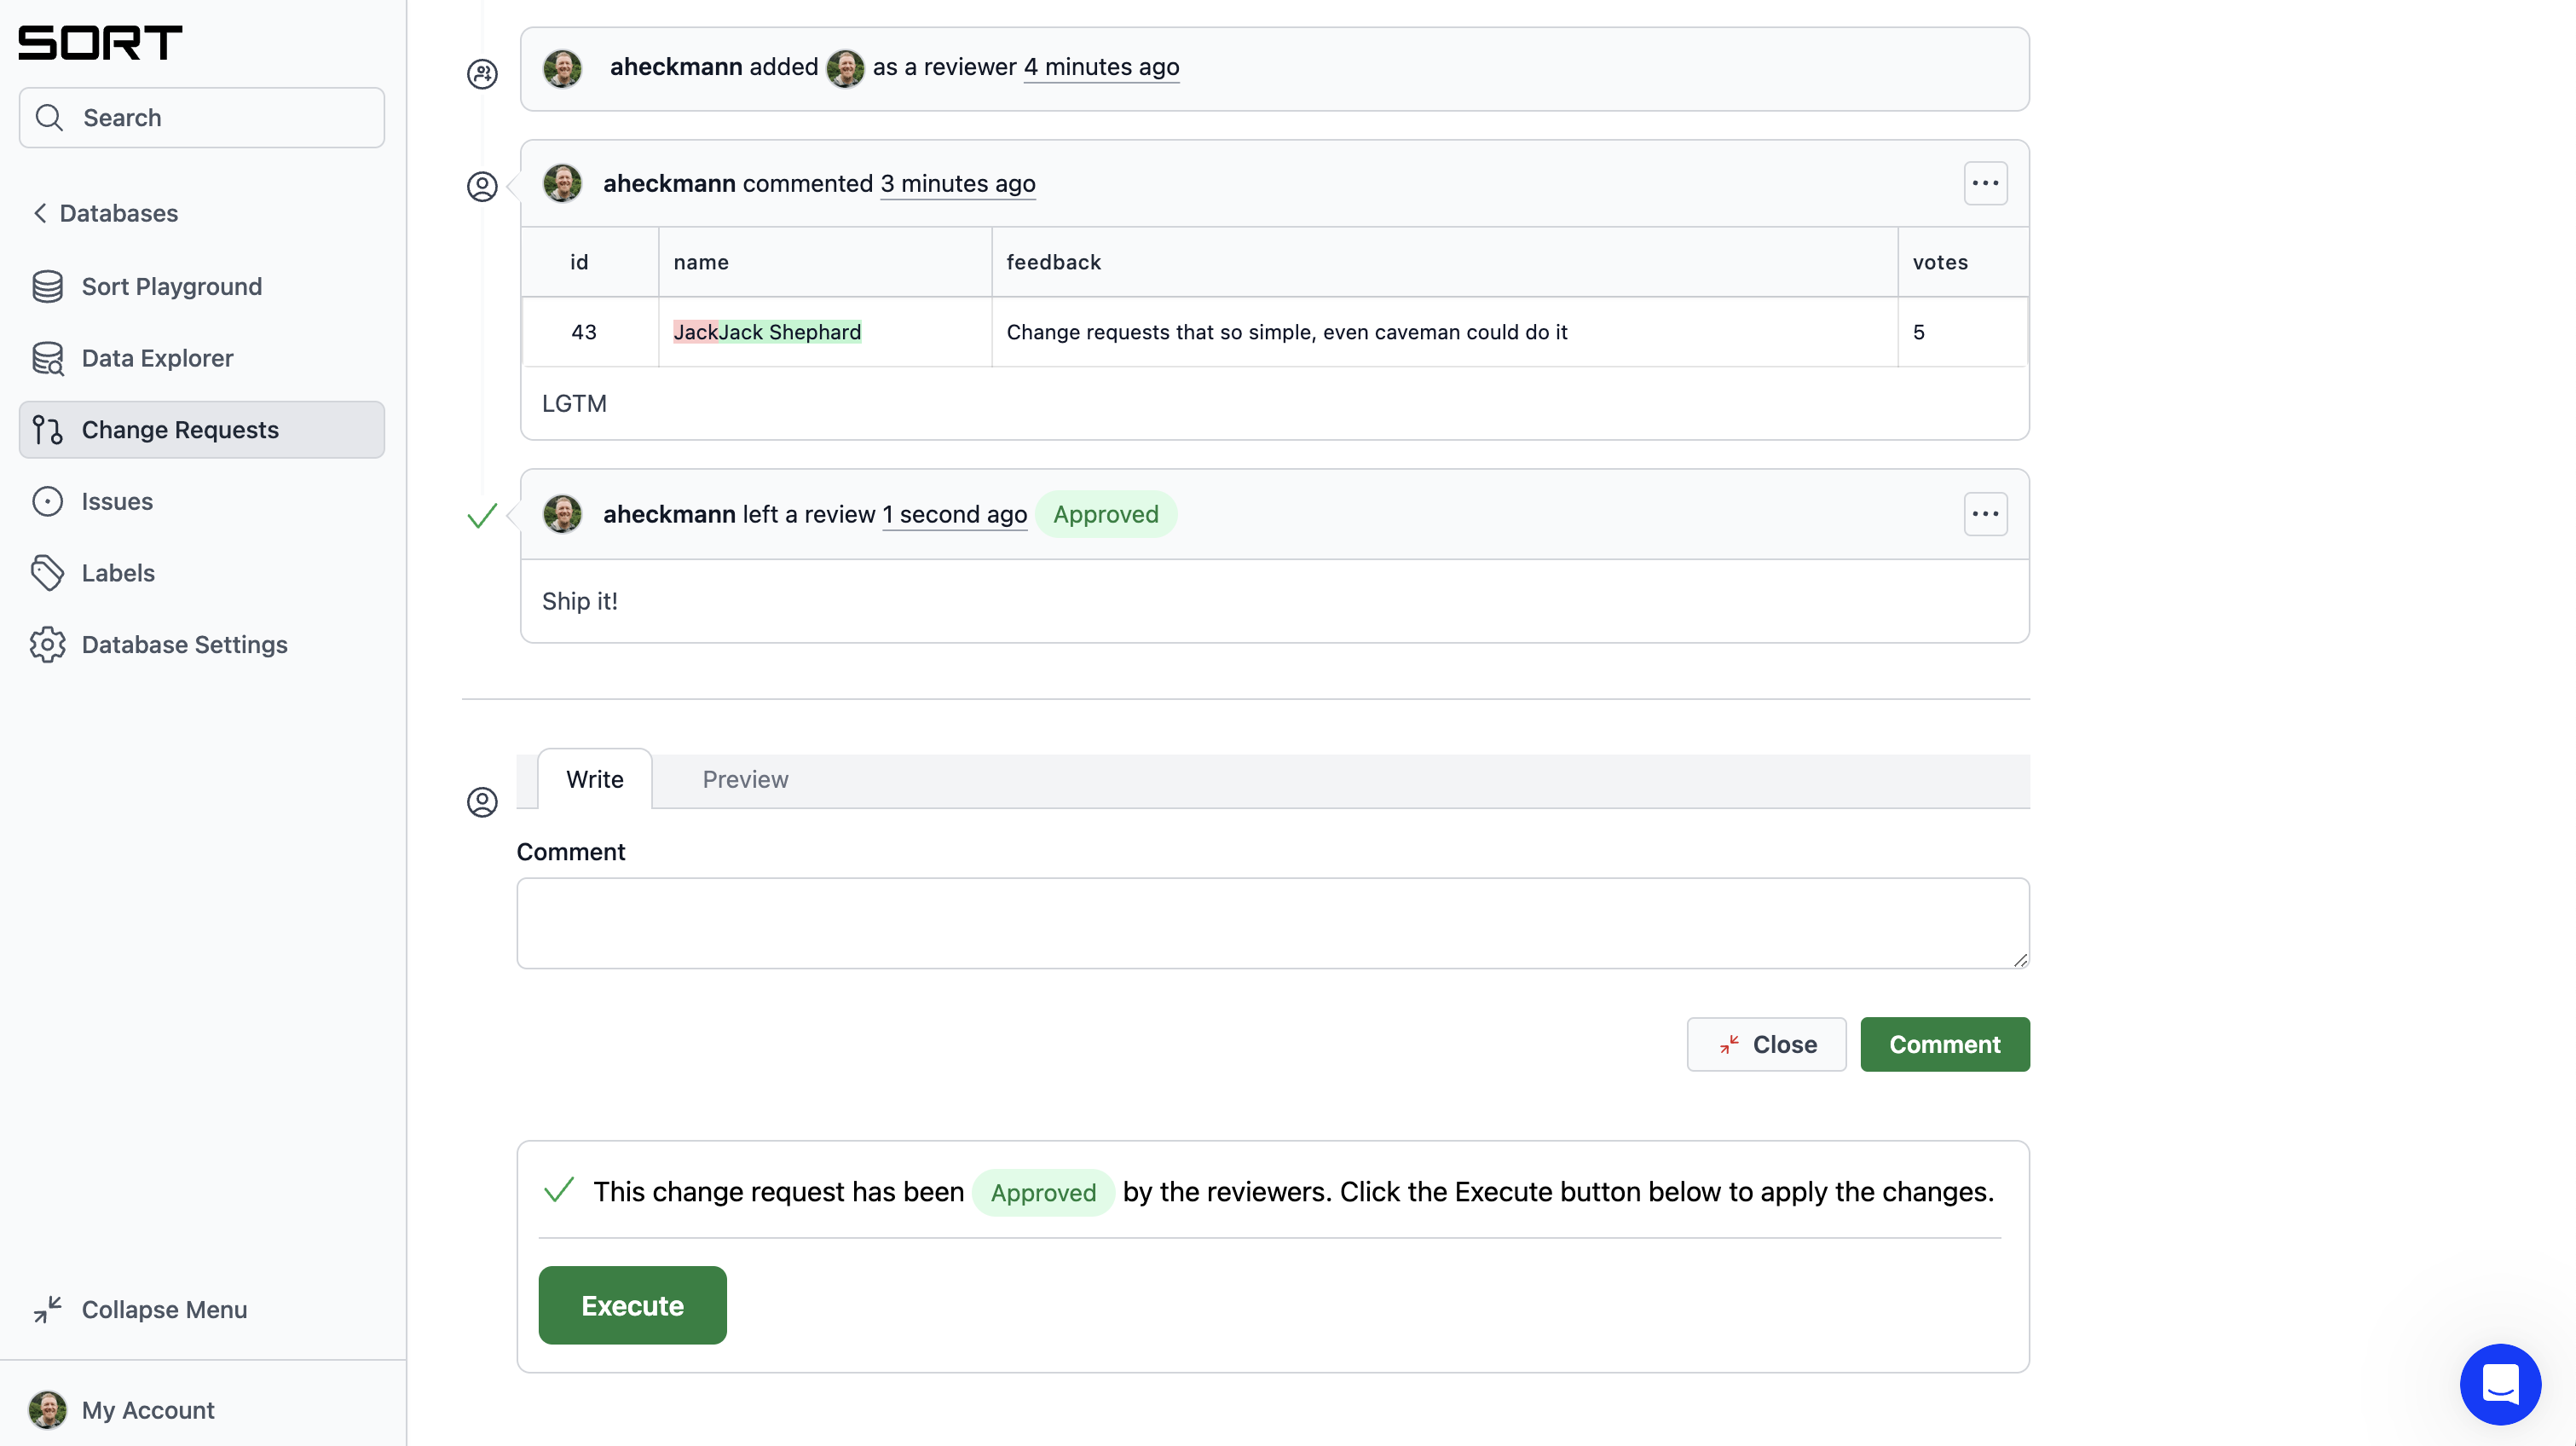 SORT
Search
Databases
Sort Playground
Data Explorer
Change Requests
Issues
Labels
Database Settings
Collapse Menu
My Account
aheckmann added as a reviewer 4 minutes ago
aheckmann commented 3 minutes ago
id name feedback votes
43 JackJack Shephard Change requests that so simple, even caveman could do it 5
LGTM
aheckmann left a review 1 second ago Approved
Ship it!
Write Preview
Comment
Close Comment
This change request has been Approved by the reviewers. Click the Execute button below to apply the changes.
Execute